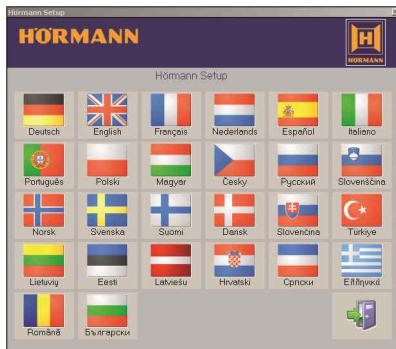 Hörmann Setup
HÖRMANN
HÖRMANN
Hörmann Setup
Deutsch English Français Nederlands Español Italiano
Português Polski Magyar Česky Русский Slovenščina
Norsk Svenska Suomi Dansk Slovenčina Türkiye
Lietuvių Eesti Latviešu Hrvatski Српски Ελληνικά
Română Български